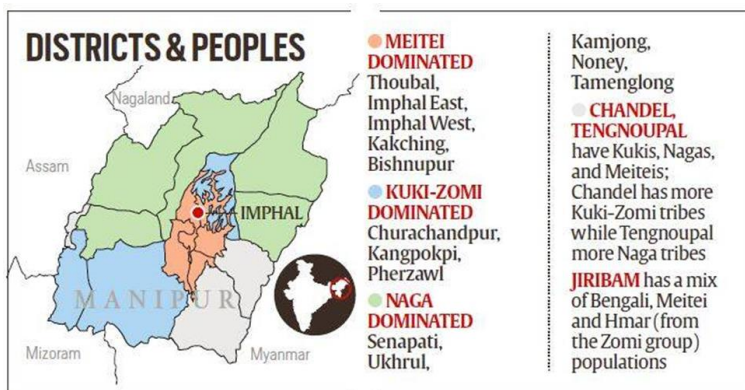 DISTRICTS & PEOPLES
Nagaland
Assam
IMPHAL
MANIPUR
Mizoram
Myanmar
MEITEI
DOMINATED
Thoubal,
Imphal East,
Imphal West,
Kakching,
Bishnupur
KUKI-ZOMI
DOMINATED
Churachandpur,
Kangpokpi,
Pherzawl
NAGA
DOMINATED
Senapati,
Ukhrul,
Kamjong,
Noney,
Tamenglong
CHANDEL,
TENGNOUPAL
have Kukis, Nagas,
and Meiteis;
Chandel has more
Kuki-Zomi tribes
while Tengnoupal
more Naga tribes
JIRIBAM has a mix
of Bengali, Meitei
and Hmar (from
the Zomi group)
populations